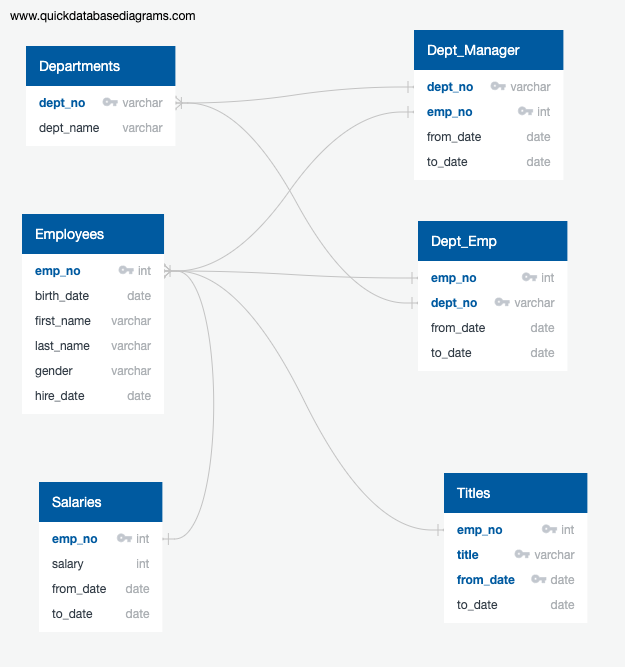 www.quickdatabasediagrams.com
Departments
dept_no varchar
dept_name varchar
Dept_Manager
dept_no varchar
emp_no int
from_date date
to_date date
Employees
emp_no int
birth_date date
first_name varchar
last_name varchar
gender varchar
hire_date date
Dept_Emp
emp_no int
dept_no varchar
from_date date
to_date date
Salaries
emp_no int
salary int
from_date date
to_date date
Titles
emp_no int
title varchar
from_date date
to_date date